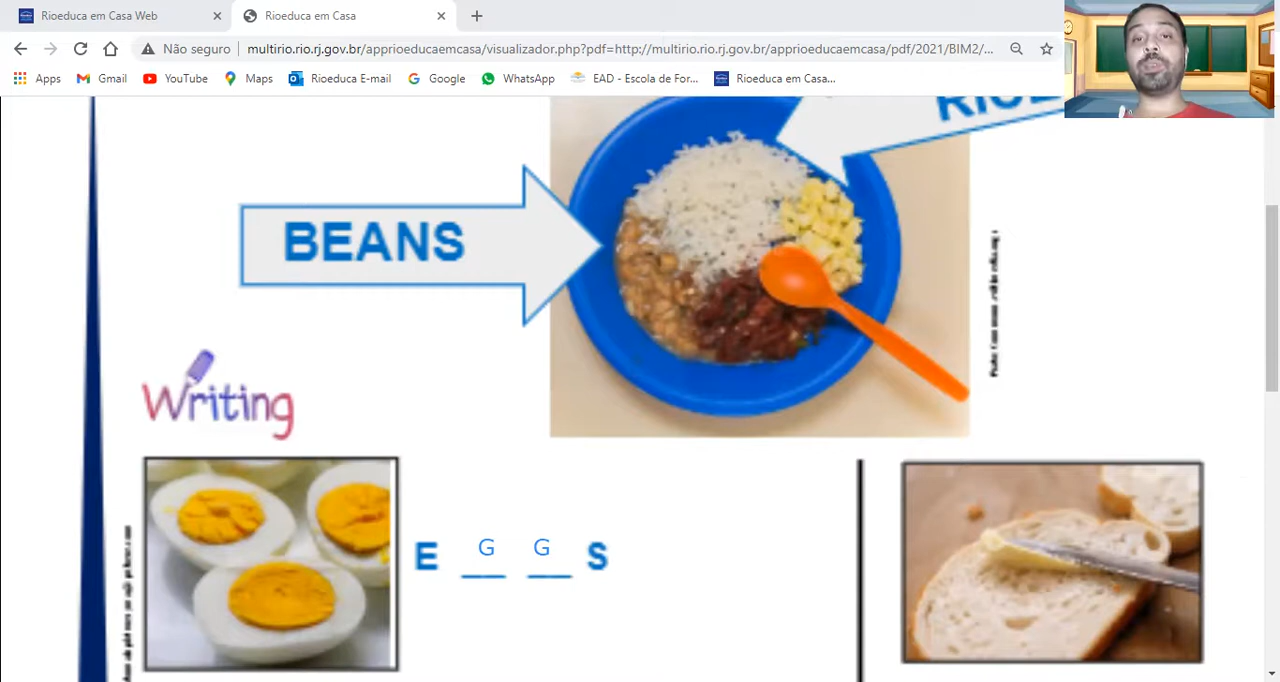 Rioeduca em Casa Web
Rioeduca em Casa
Não seguro
multirio.rio.rj.gov.br/apprioeducaemcasa/visualizador.php?pdf=http://multirio.rio.rj.gov.br/apprioeducaemcasa/pdf/2021/BIM2/...
Apps
Gmail
YouTube
Maps
Rioeduca E-mail
Google
WhatsApp
EAD - Escola de For...
Rioeduca em Casa...
RICE
BEANS
Writing
E G G S